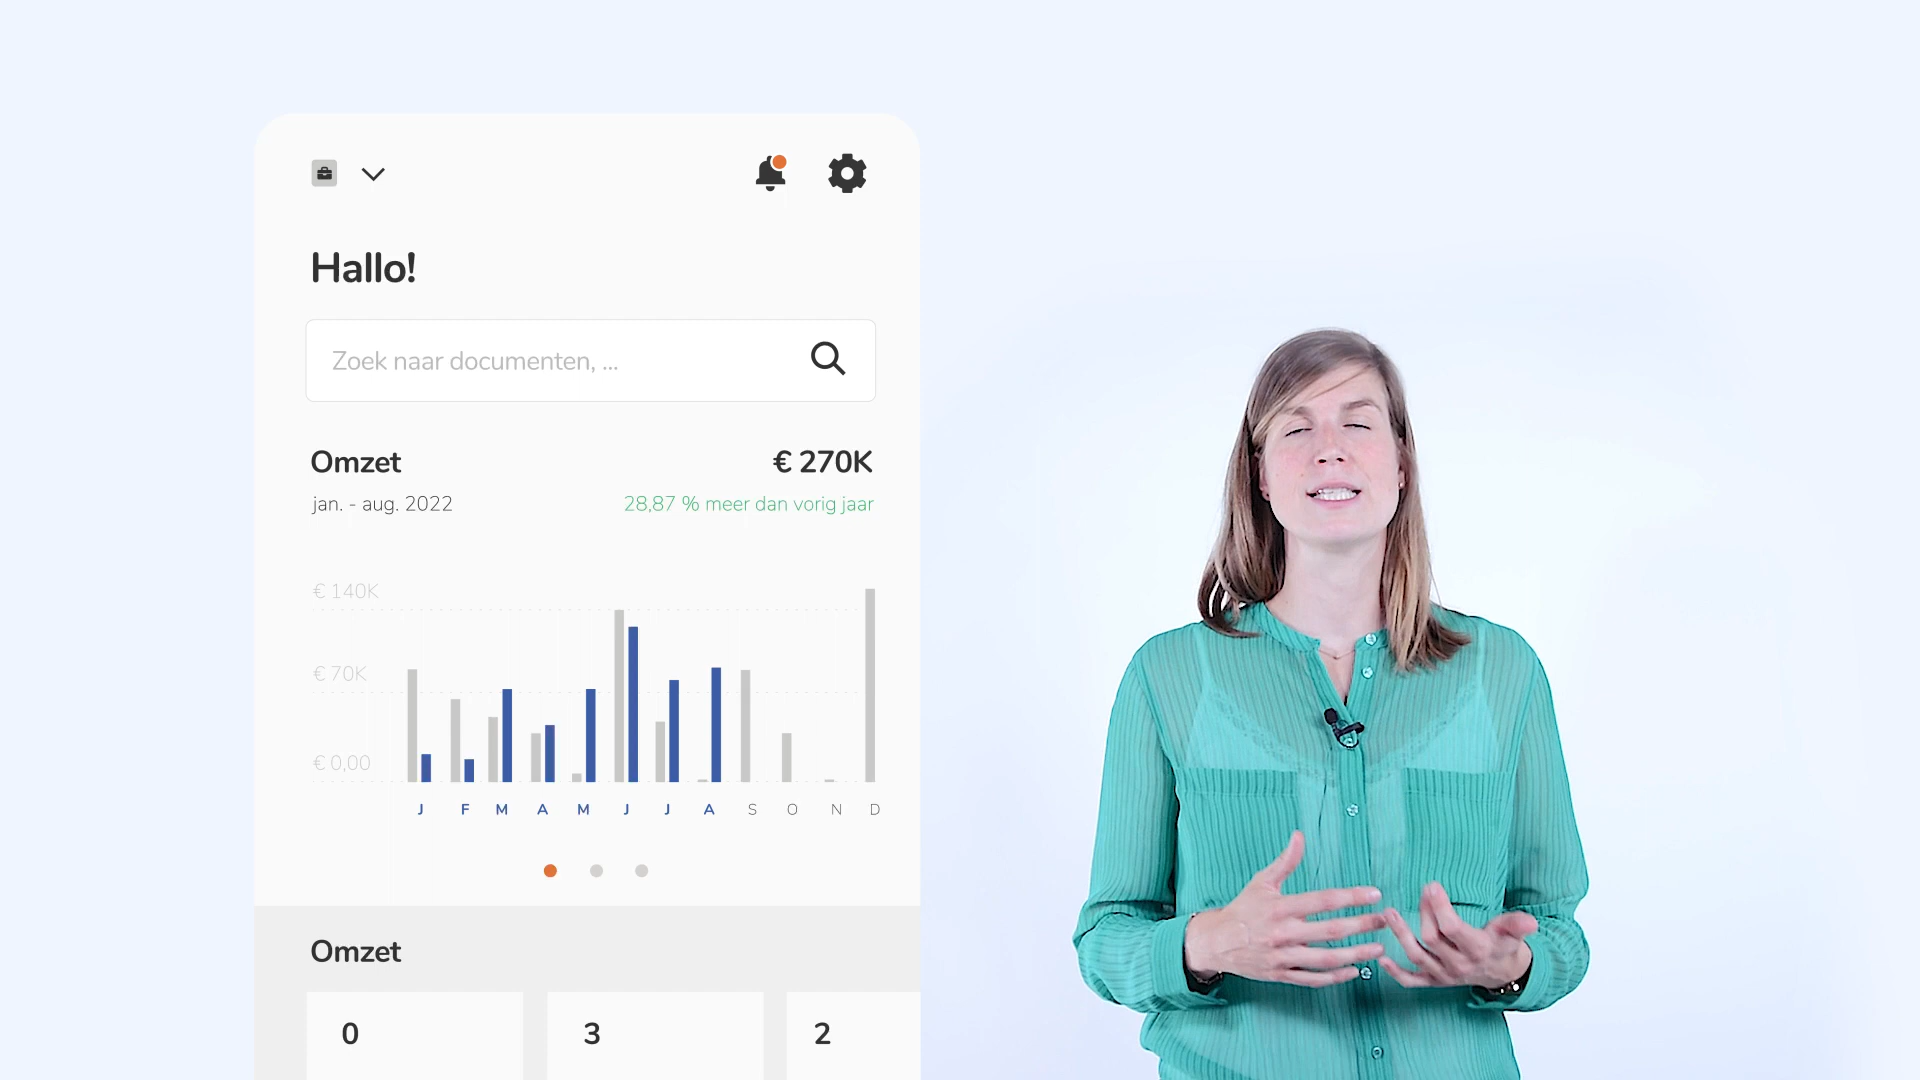 Hallo!
Zoek naar documenten, ...
Omzet € 270K
jan. - aug. 2022 28,87 % meer dan vorig jaar
€ 140K
€ 70K
€ 0,00
J F M A M J J A S O N D
Omzet
0 3 2